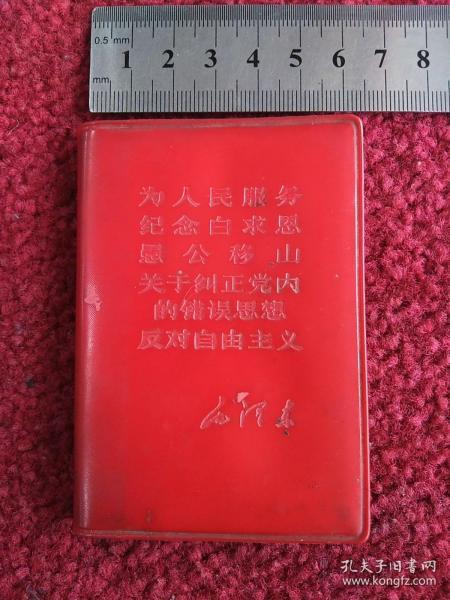 0.5 mm
mm
1 2 3 4 5 6 7 8
为人民服务
纪念白求恩
愚公移山
关于纠正党内
的错误思想
反对自由主义
毛泽东
孔夫子旧书网
www.kongfz.com